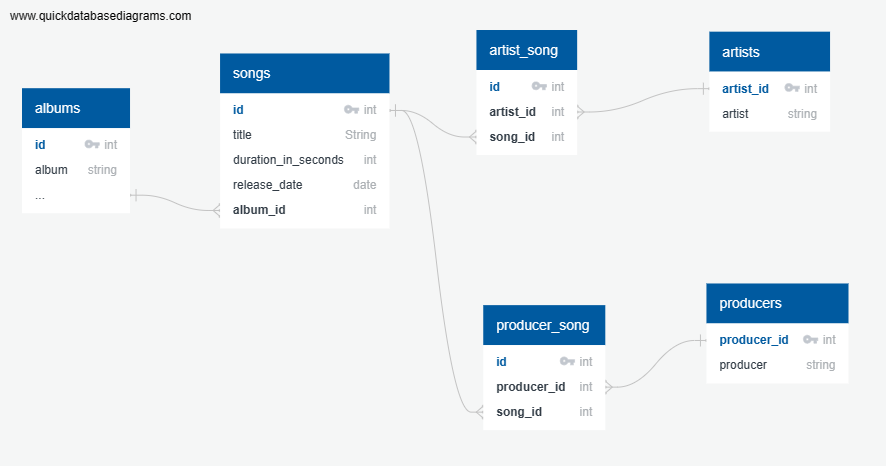 www.quickdatabasediagrams.com
albums
id int
album string
...
songs
id int
title String
duration_in_seconds int
release_date date
album_id int
artist_song
id int
artist_id int
song_id int
artists
artist_id int
artist string
producer_song
id int
producer_id int
song_id int
producers
producer_id int
producer string